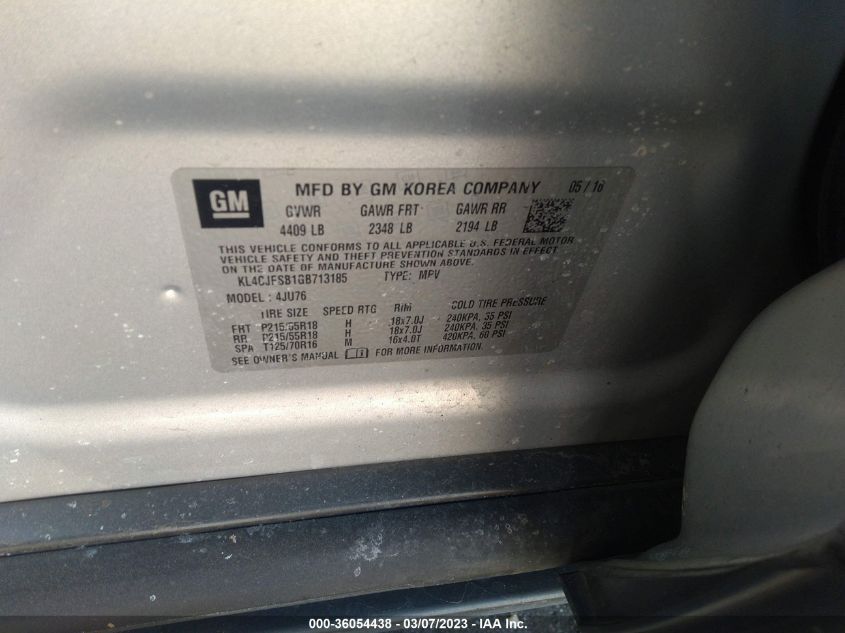 GM
MFD BY GM KOREA COMPANY 05/16
GVWR GAWR FRT GAWR RR
4409 LB 2348 LB 2194 LB
THIS VEHICLE CONFORMS TO ALL APPLICABLE U.S. FEDERAL MOTOR
VEHICLE SAFETY AND THEFT PREVENTION STANDARDS IN EFFECT
ON THE DATE OF MANUFACTURE SHOWN ABOVE.
KL4CJFSB1GB713185 TYPE: MPV
MODEL: 4JU76
TIRE SIZE SPEED RTG RIM COLD TIRE PRESSURE
FRT P215/55R18 H 18x7.0J 240KPA, 35 PSI
RR P215/55R18 H 18x7.0J 240KPA, 35 PSI
SPA T125/70R16 M 16x4.0T 420KPA, 60 PSI
SEE OWNER'S MANUAL FOR MORE INFORMATION.
000-36054438 - 03/07/2023 - IAA Inc.